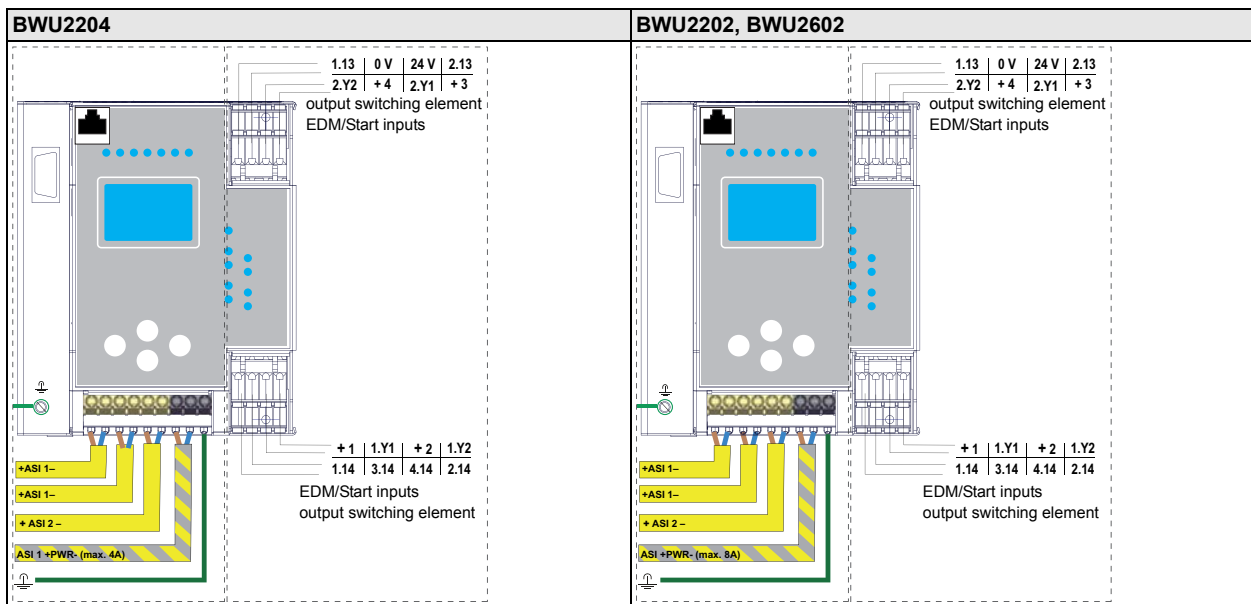 BWU2204
1.13 0 V 24 V 2.13
2.Y2 + 4 2.Y1 + 3
output switching element
EDM/Start inputs
+ 1 1.Y1 + 2 1.Y2
1.14 3.14 4.14 2.14
EDM/Start inputs
output switching element
+ASI 1–
+ASI 1–
+ ASI 2 –
ASI 1 +PWR- (max. 4A)
BWU2202, BWU2602
1.13 0 V 24 V 2.13
2.Y2 + 4 2.Y1 + 3
output switching element
EDM/Start inputs
+ 1 1.Y1 + 2 1.Y2
1.14 3.14 4.14 2.14
EDM/Start inputs
output switching element
+ASI 1–
+ASI 1–
+ ASI 2 –
ASI +PWR- (max. 8A)